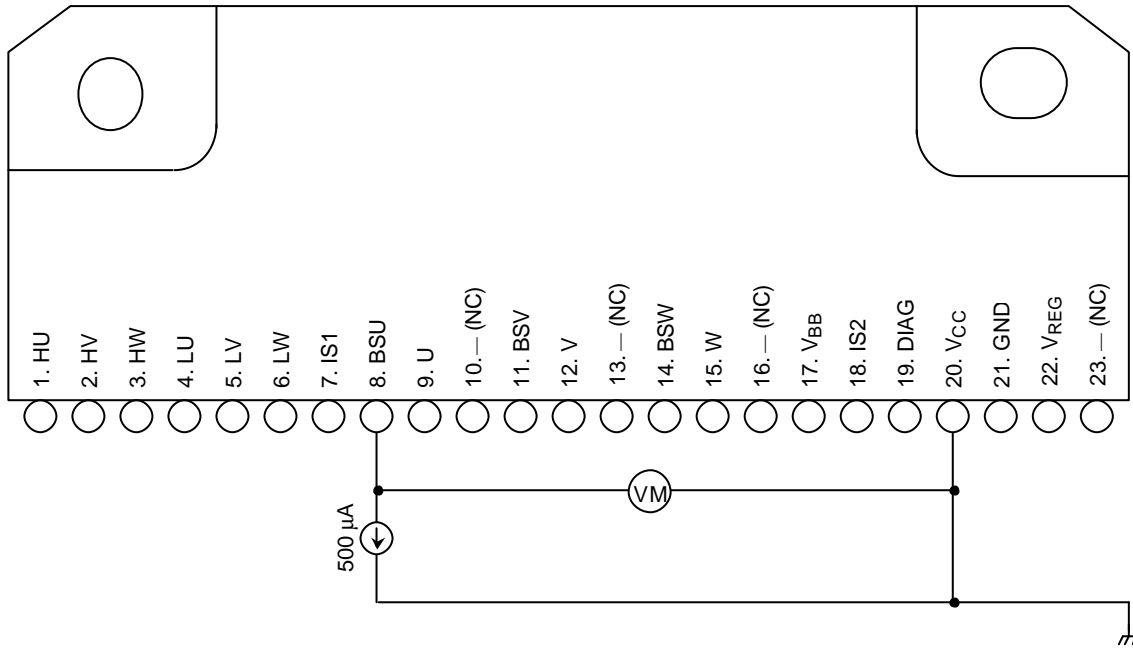 1. HU
2. HV
3. HW
4. LU
5. LV
6. LW
7. IS1
8. BSU
9. U
10. — (NC)
11. BSV
12. V
13. — (NC)
14. BSW
15. W
16. — (NC)
17. VBB
18. IS2
19. DIAG
20. VCC
21. GND
22. VREG
23. — (NC)
VM
500 μA